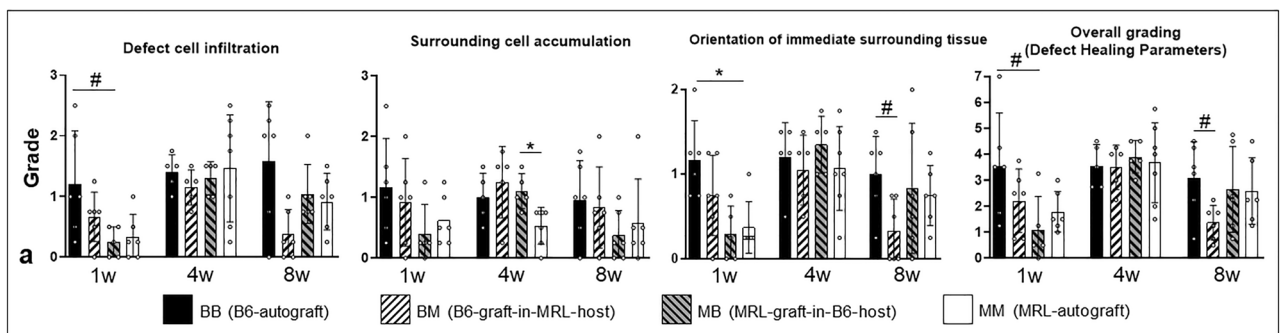 Defect cell infiltration
Surrounding cell accumulation
Orientation of immediate surrounding tissue
Overall grading
(Defect Healing Parameters)
Grade
3
2
1
0
#
1w
4w
8w
3
2
1
0
*
1w
4w
8w
2
1
0
*
#
1w
4w
8w
7
6
5
4
3
2
1
0
#
#
1w
4w
8w
a
BB (B6-autograft)
BM (B6-graft-in-MRL-host)
MB (MRL-graft-in-B6-host)
MM (MRL-autograft)